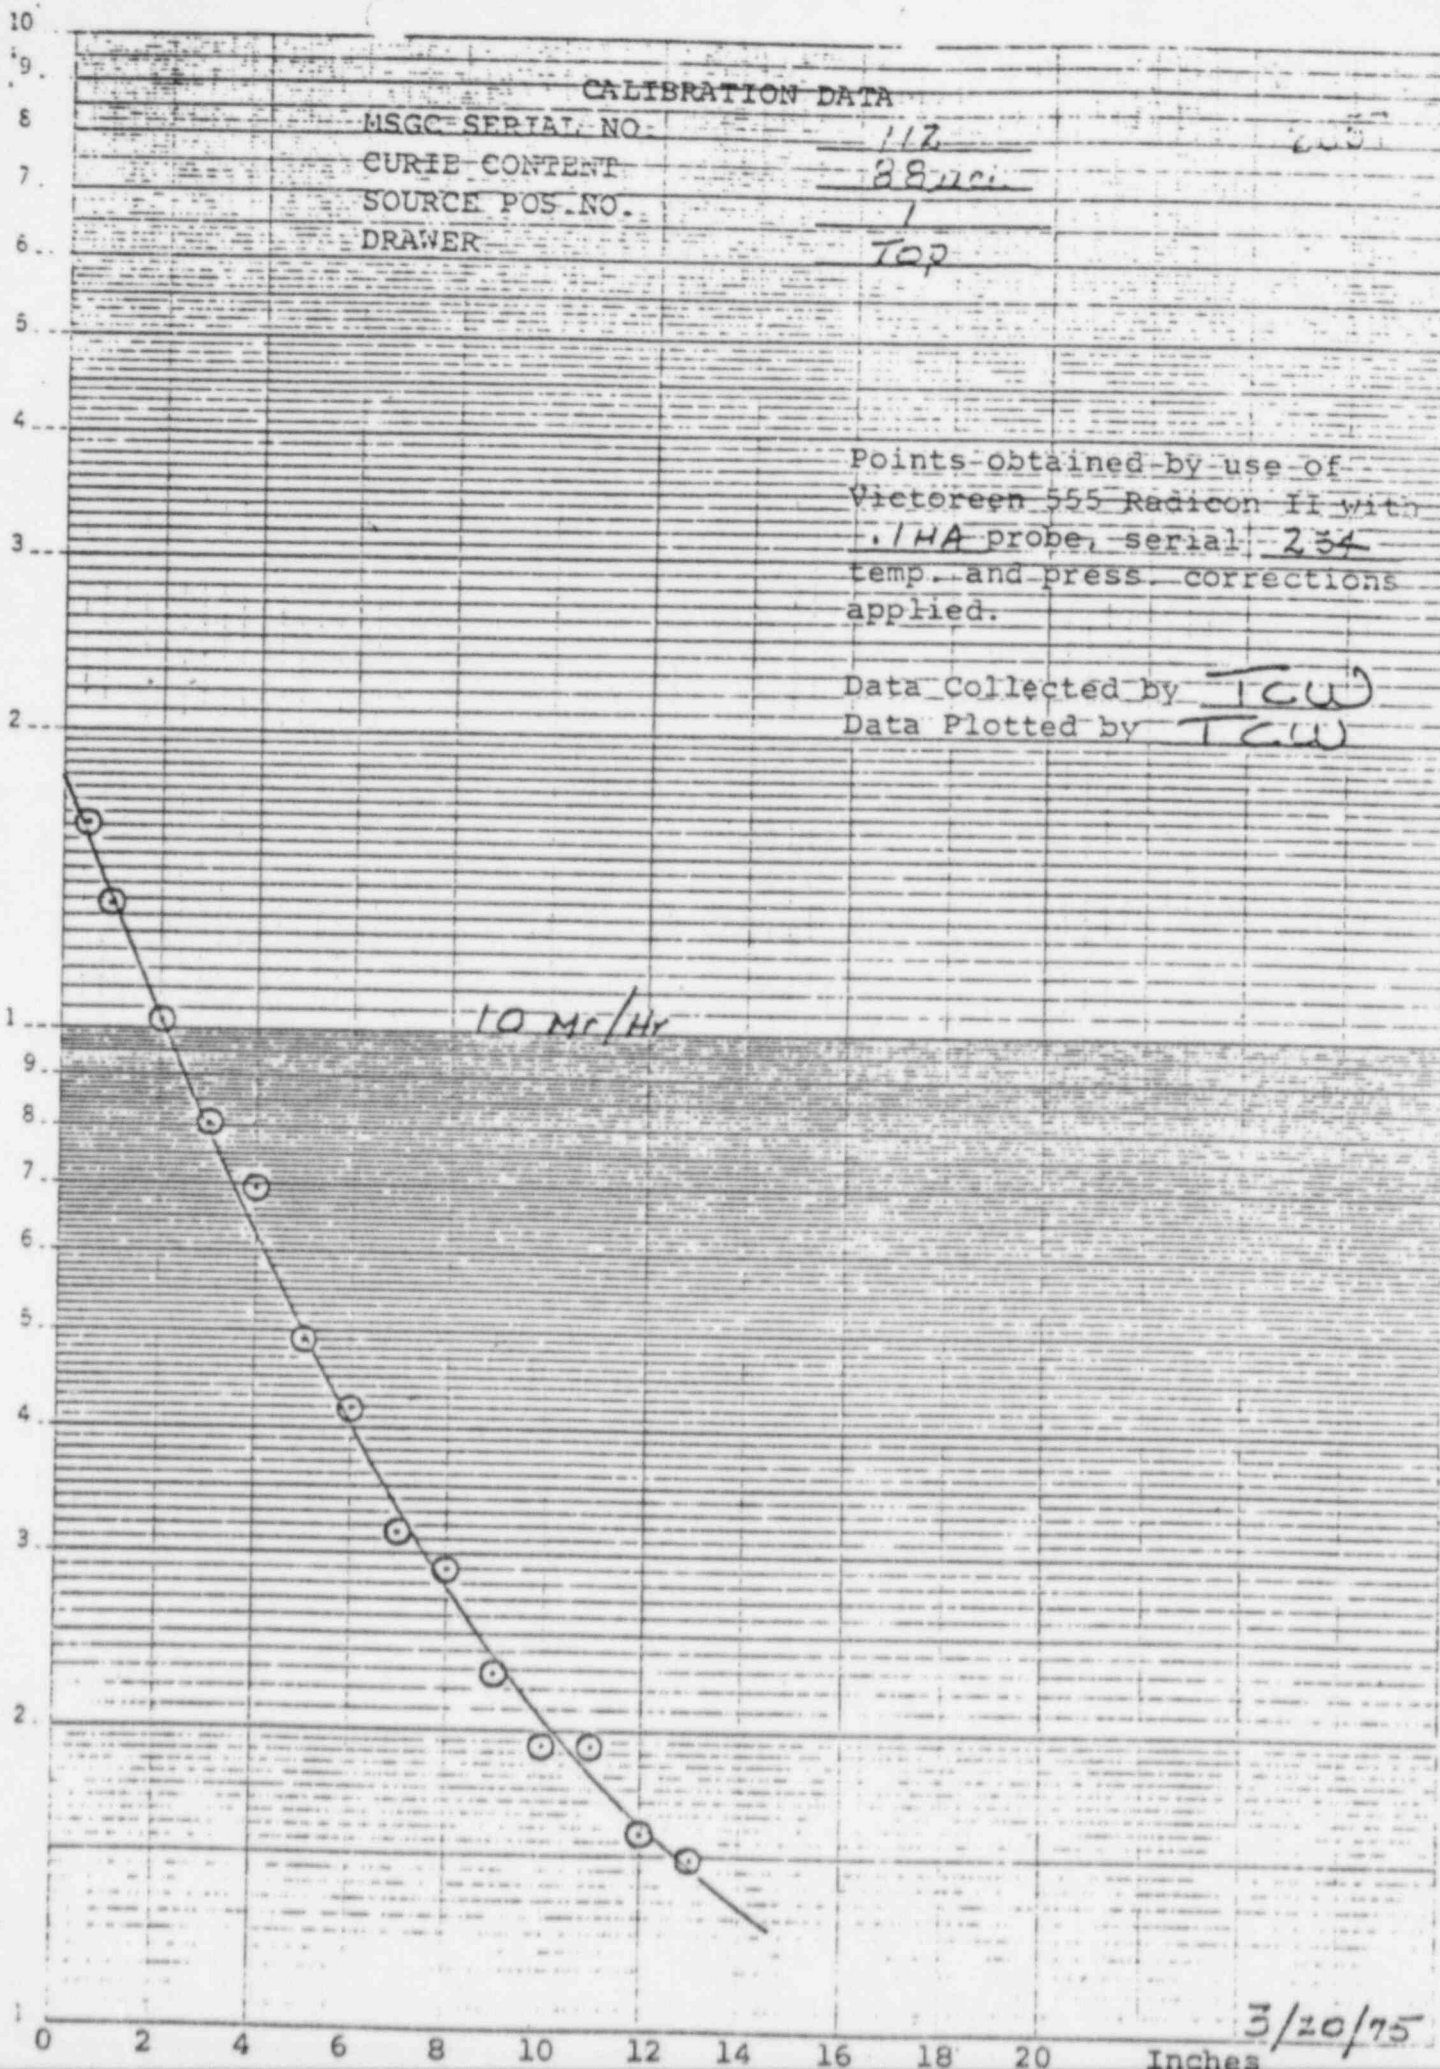 10
9
8
7
6
5
4
3
2
1
9
8
7
6
5
4
3
2
1
CALIBRATION DATA
MSGC SERIAL NO. 112
CURIE CONTENT 88 uci.
SOURCE POS.NO. 1
DRAWER TOP
Points obtained by use of
Victoreen 555 Radicon II with
.1HA probe, serial 234
temp. and press. corrections
applied.
Data Collected by TCW
Data Plotted by TCW
10 Mr/Hr
3/20/75
0 2 4 6 8 10 12 14 16 18 20 Inches